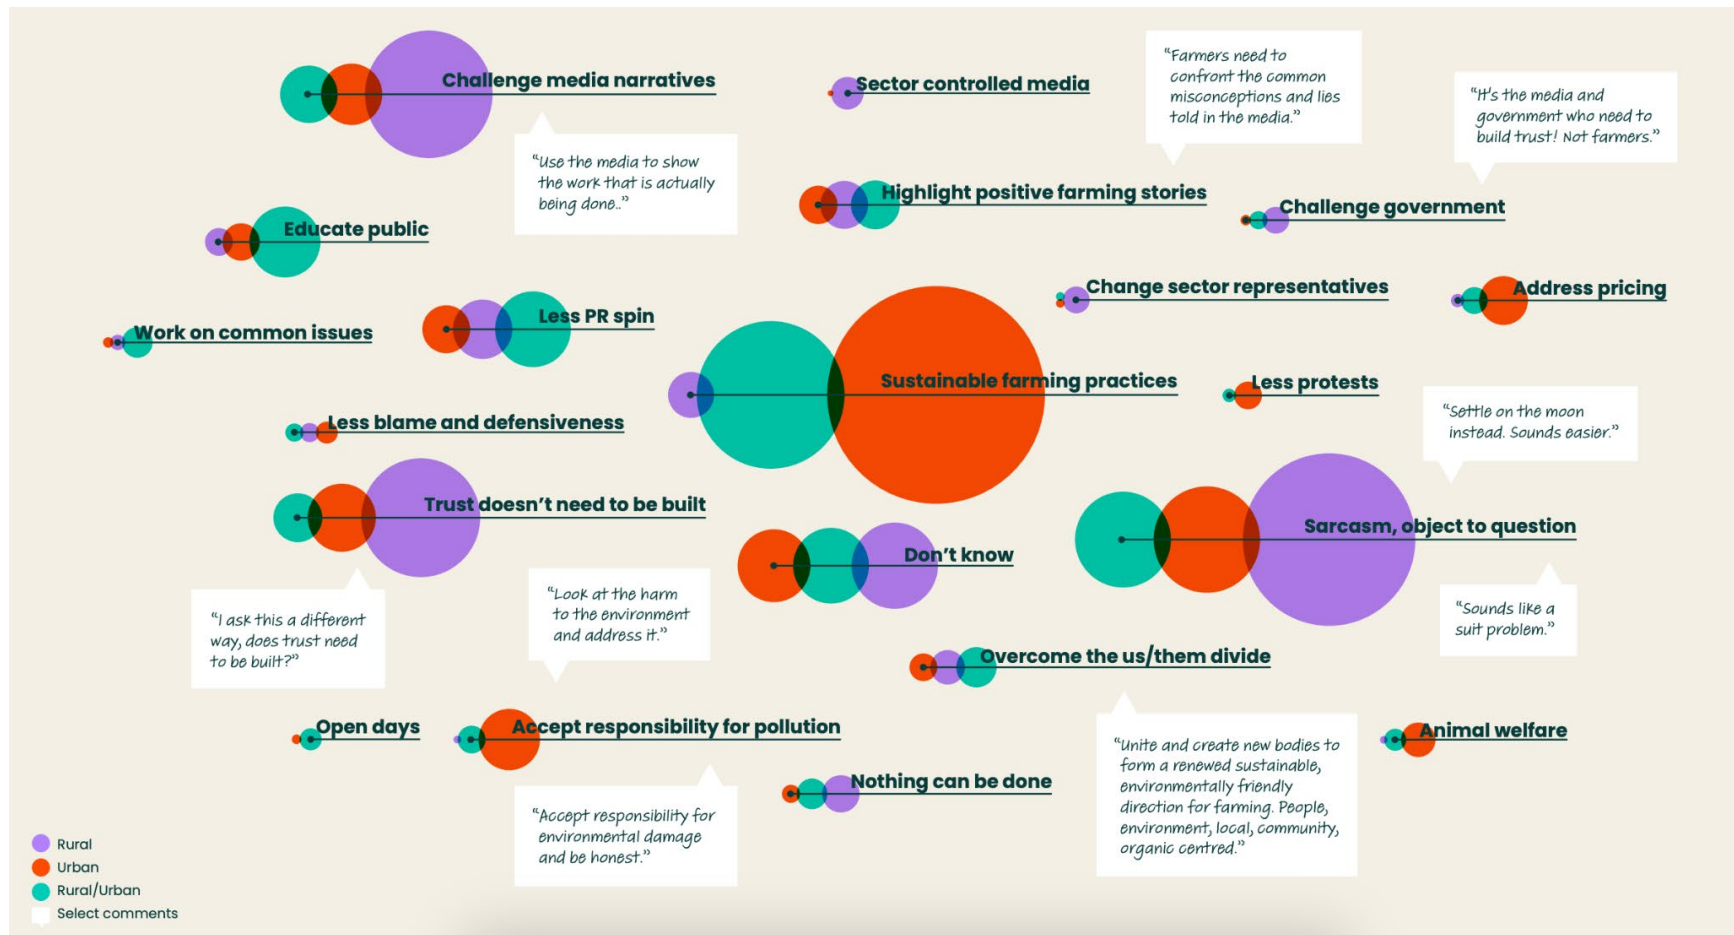 Challenge media narratives
“Use the media to show
the work that is actually
being done..”
Sector controlled media
“Farmers need to
confront the common
misconceptions and lies
told in the media.”
“It's the media and
government who need to
build trust! Not farmers.”
Highlight positive farming stories
Challenge government
Educate public
Change sector representatives
Address pricing
Less PR spin
Work on common issues
Sustainable farming practices
Less protests
Less blame and defensiveness
“Settle on the moon
instead. Sounds easier.”
Trust doesn’t need to be built
Sarcasm, object to question
Don’t know
“I ask this a different
way, does trust need
to be built?”
“Look at the harm
to the environment
and address it.”
“Sounds like a
suit problem.”
Overcome the us/them divide
Open days
Accept responsibility for pollution
Animal welfare
“Unite and create new bodies to
form a renewed sustainable,
environmentally friendly
direction for farming. People,
environment, local, community,
organic centred.”
Nothing can be done
“Accept responsibility for
environmental damage
and be honest.”
Rural
Urban
Rural/Urban
Select comments